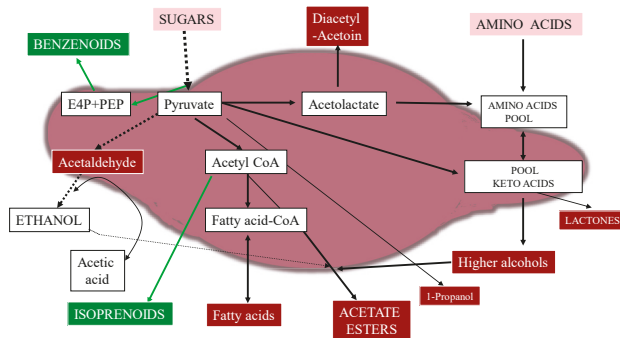 SUGARS
Diacetyl
-Acetoin
AMINO ACIDS
BENZENOIDS
E4P+PEP
Pyruvate
Acetolactate
AMINO ACIDS
POOL
Acetaldehyde
Acetyl CoA
POOL
KETO ACIDS
ETHANOL
Fatty acid-CoA
LACTONES
Acetic
acid
Higher alcohols
1-Propanol
ISOPRENOIDS
Fatty acids
ACETATE
ESTERS